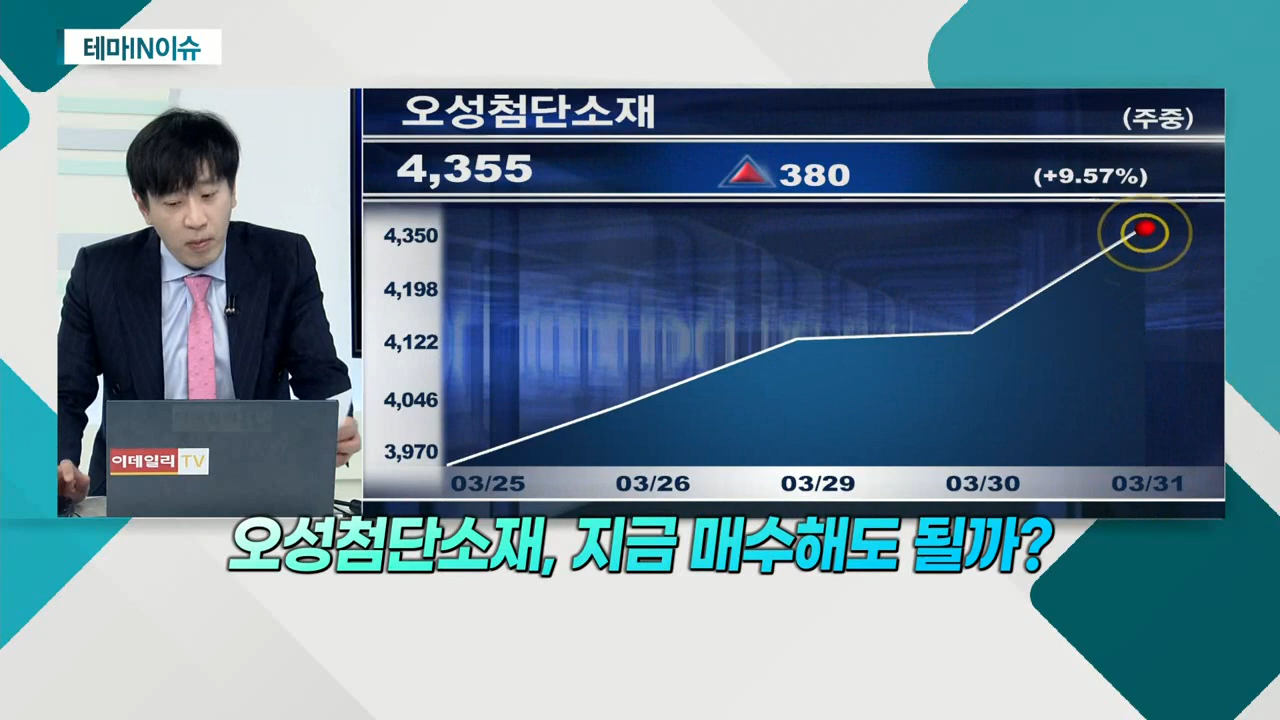 테마IN이슈
오성첨단소재 (주중)
4,355 ▲ 380 (+9.57%)
4,350
4,198
4,122
4,046
3,970
03/25 03/26 03/29 03/30 03/31
이데일리TV
오성첨단소재, 지금 매수해도 될까?